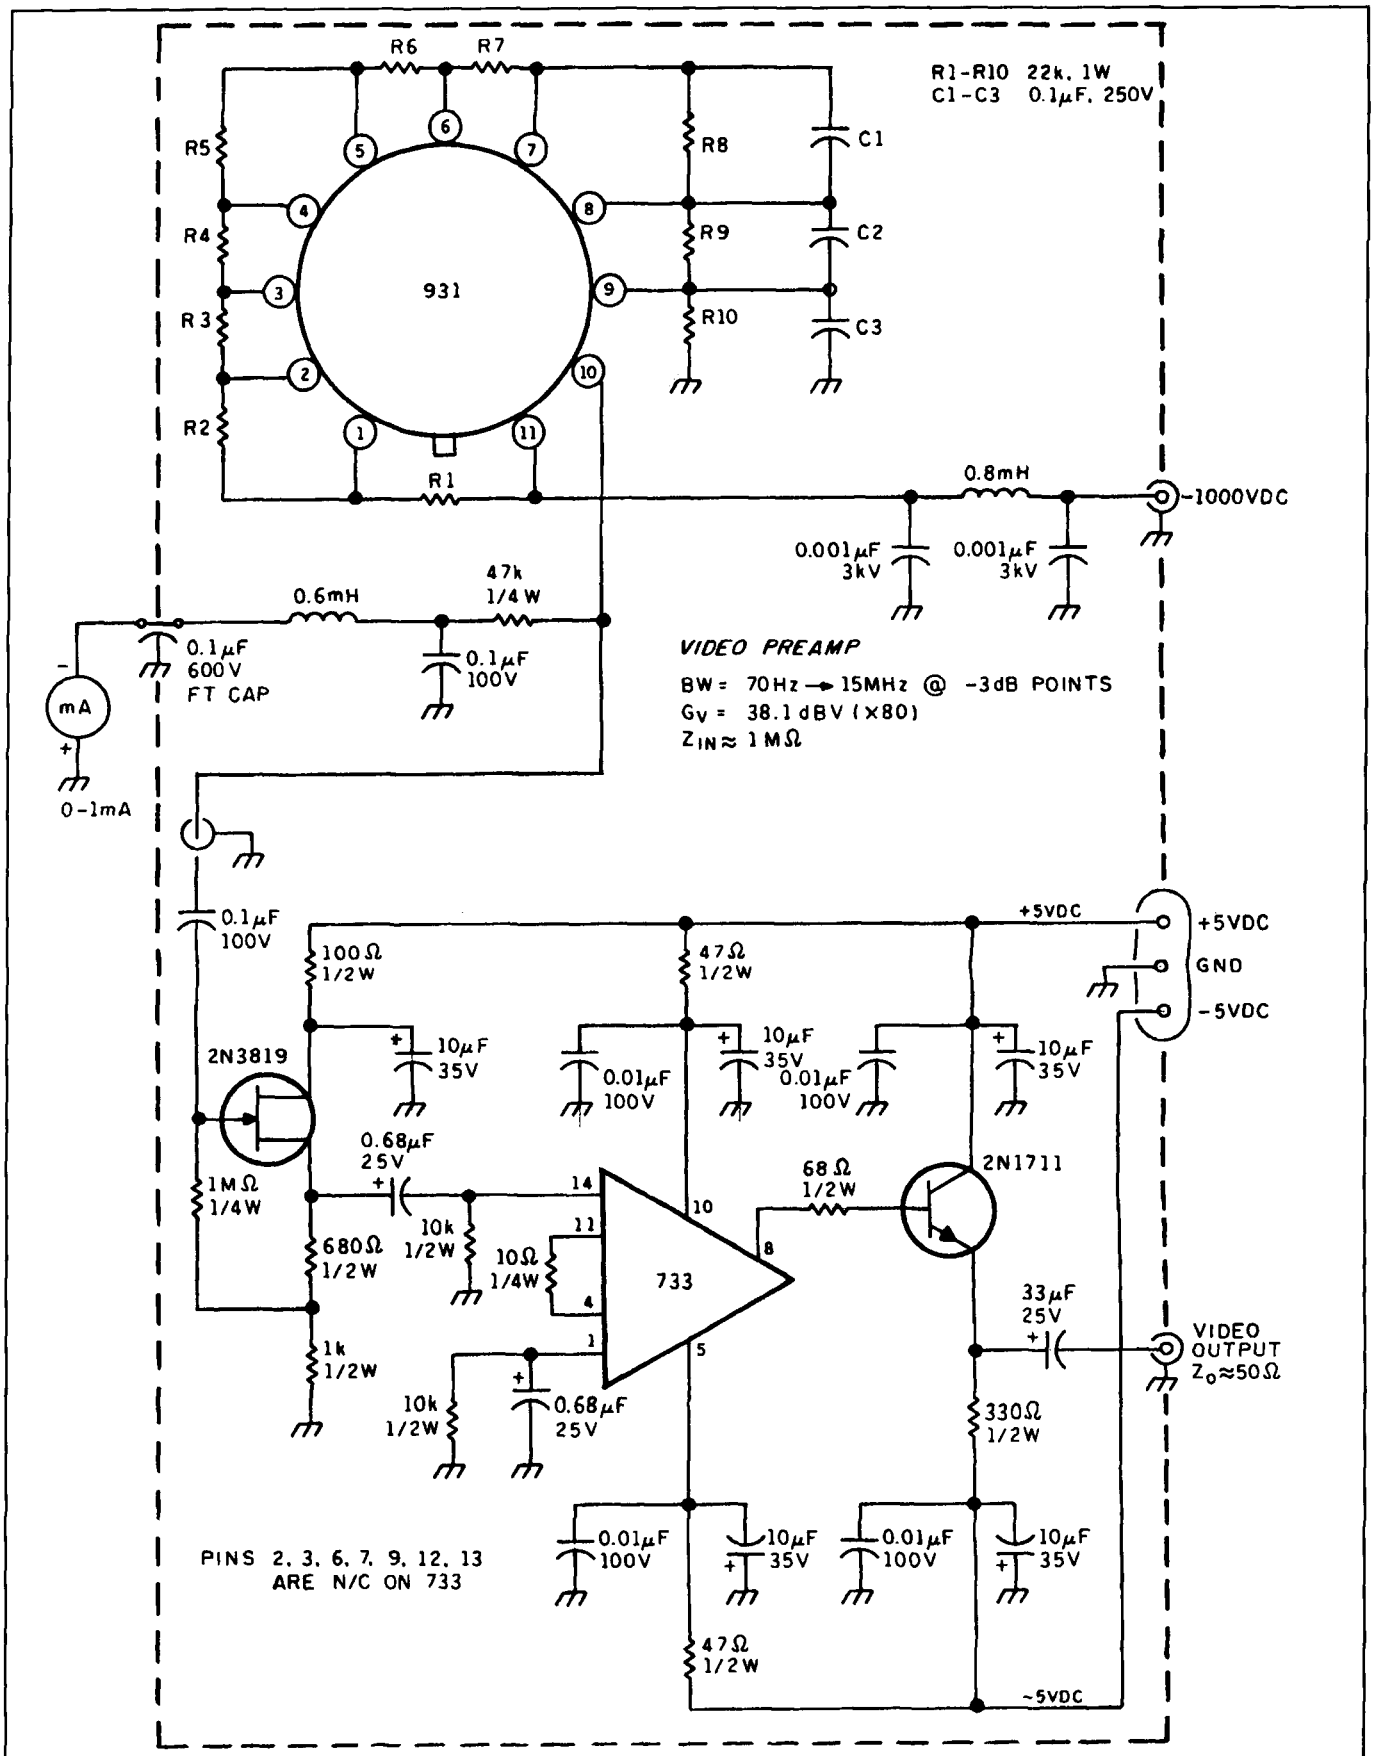 R6
R7
R1-R10 22k, 1W
C1-C3 0.1µF, 250V
R5
5
6
7
R8
C1
4
8
R4
R9
C2
3
931
9
R3
R10
C3
2
10
R2
1
11
R1
0.8mH
-1000VDC
0.001µF
3kV
0.001µF
3kV
47k
1/4W
0.6mH
0.1µF
600V
FT CAP
0.1µF
100V
-
mA
+
0-1mA
VIDEO PREAMP
BW = 70Hz → 15MHz @ -3dB POINTS
GV = 38.1dBV (×80)
ZIN ≈ 1MΩ
0.1µF
100V
+5VDC
+5VDC
GND
-5VDC
100Ω
1/2W
47Ω
1/2W
2N3819
+
10µF
35V
0.01µF
100V
+
10µF
35V
0.01µF
100V
+
10µF
35V
0.68µF
25V
+
1MΩ
1/4W
14
10
68Ω
1/2W
2N1711
10k
1/2W
11
680Ω
1/2W
10Ω
1/4W
733
8
4
33µF
25V
+
1
5
VIDEO
OUTPUT
Zo≈50Ω
1k
1/2W
10k
1/2W
+
0.68µF
25V
330Ω
1/2W
0.01µF
100V
10µF
35V
+
0.01µF
100V
10µF
35V
+
PINS 2, 3, 6, 7, 9, 12, 13
ARE N/C ON 733
47Ω
1/2W
-5VDC